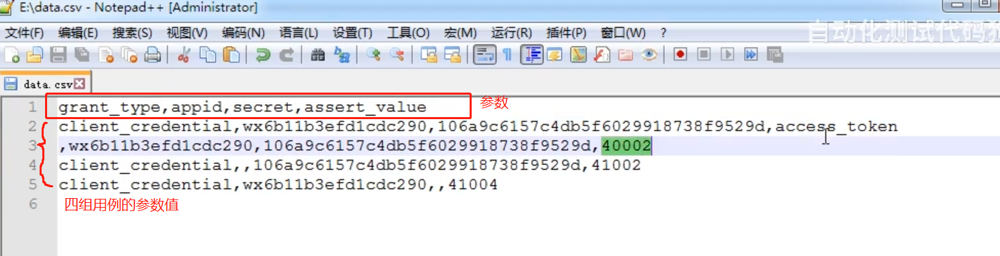 E:\data.csv - Notepad++ [Administrator]
文件(F) 编辑(E) 搜索(S) 视图(V) 编码(N) 语言(L) 设置(T) 工具(O) 宏(M) 运行(R) 插件(P) 窗口(W) ?
自动化测试代码
data.csv
1 grant_type,appid,secret,assert_value 参数
2 client_credential,wx6b11b3efd1cdc290,106a9c6157c4db5f6029918738f9529d,access_token
3 ,wx6b11b3efd1cdc290,106a9c6157c4db5f6029918738f9529d,40002
4 client_credential,,106a9c6157c4db5f6029918738f9529d,41002
5 client_credential,wx6b11b3efd1cdc290,,41004
6 四组用例的参数值